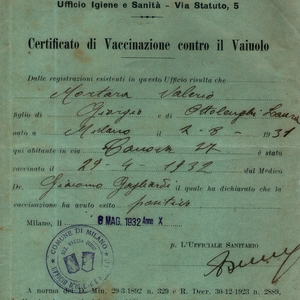 Ufficio Igiene e Sanità - Via Statuto, 5
Certificato di Vaccinazione contro il Vaiuolo
Dalle registrazioni esistenti in questo Ufficio risulta che
Mortara Valerio
figlio di Giorgio e di Ottolenghi Laura
nato a Milano il 2-8-1931
qui abitante in via Canova 27 è stato
vaccinato il 29-4-1932 dal Medico
Dr. Giacomo Gagliardi il quale ha dichiarato che la
vaccinazione ha avuto esito positivo
Milano, 8 MAG. 1932 Anno X
p. L'UFFICIALE SANITARIO
COMUNE DI MILANO
A norma dei D. Min. 29-3-1892 n. 329 e R. Decr. 30-12-1923 n. 2889,